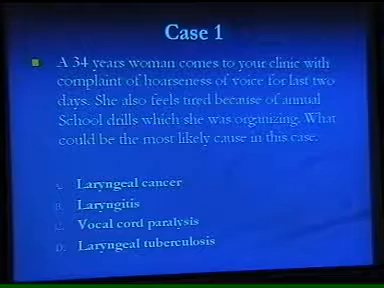 Case 1
A 34 years woman comes to your clinic with
complaint of hoarseness of voice for last two
days. She also feels tired because of annual
School drills which she was organizing. What
could be the most likely cause in this case.
A. Laryngeal cancer
B. Laryngitis
C. Vocal cord paralysis
D. Laryngeal tuberculosis